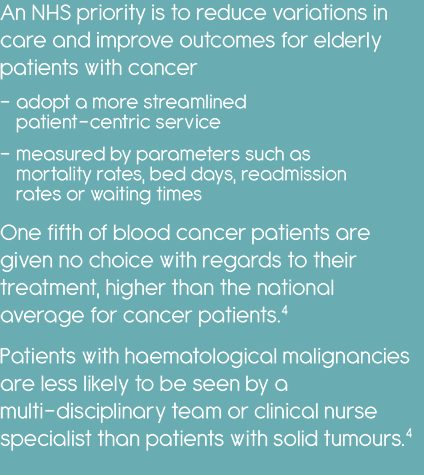 An NHS priority is to reduce variations in
care and improve outcomes for elderly
patients with cancer
- adopt a more streamlined
patient-centric service
- measured by parameters such as
mortality rates, bed days, readmission
rates or waiting times
One fifth of blood cancer patients are
given no choice with regards to their
treatment, higher than the national
average for cancer patients.4
Patients with haematological malignancies
are less likely to be seen by a
multi-disciplinary team or clinical nurse
specialist than patients with solid tumours.4